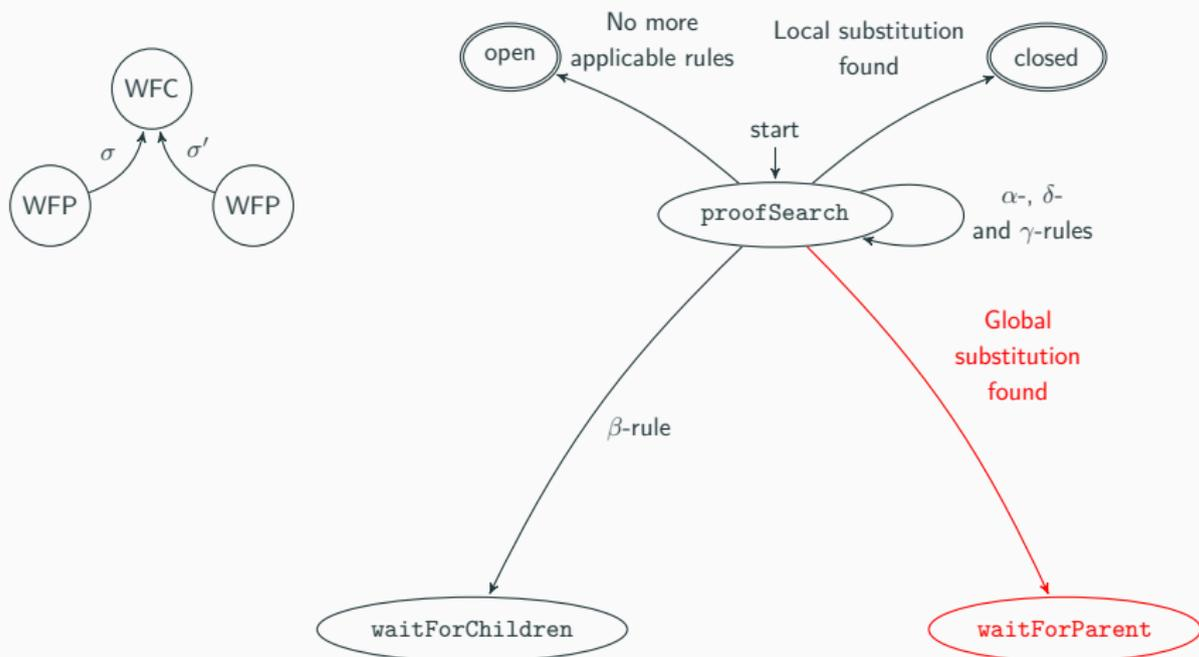 WFC
σ
σ′
WFP
WFP
open
No more
applicable rules
Local substitution
found
closed
start
proofSearch
α-, δ-
and γ-rules
Global
substitution
found
β-rule
waitForChildren
waitForParent